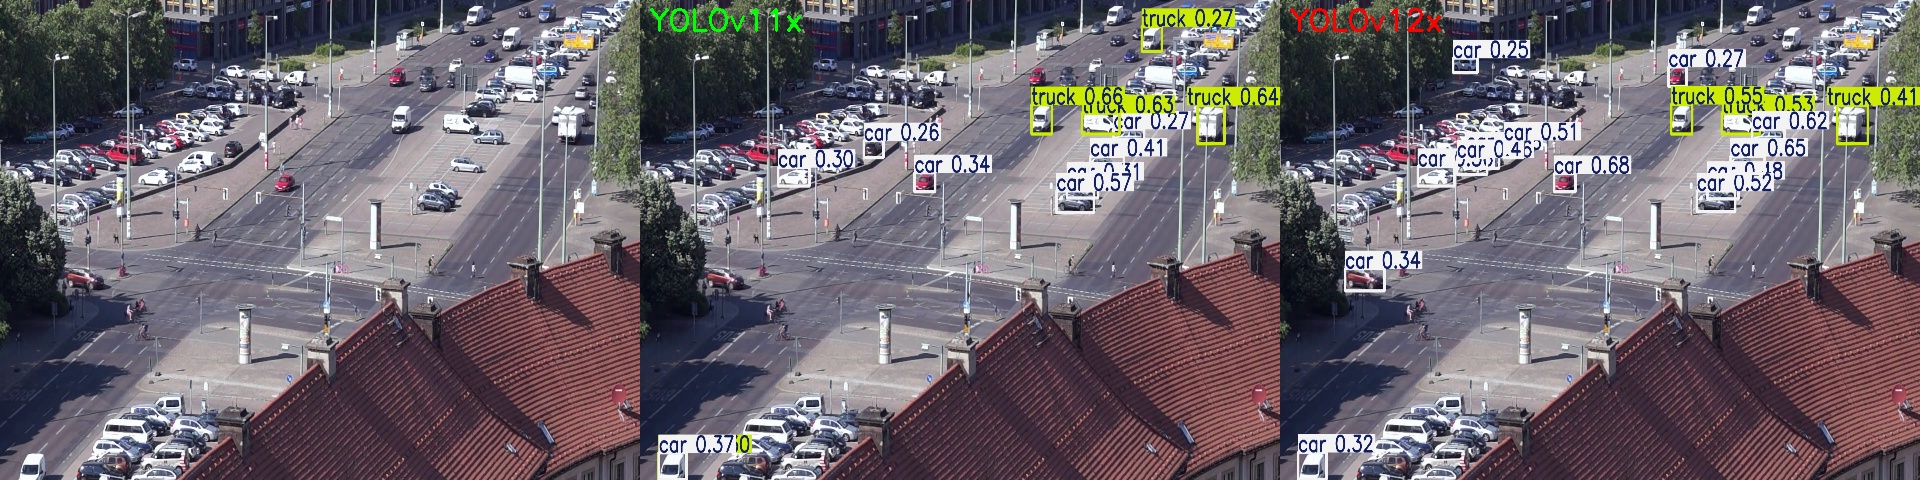 YOLOv11x
truck 0.27
truck 0.66
truck 0.63
truck 0.64
car 0.27
car 0.26
car 0.41
car 0.30
car 0.34
car 0.57
car 0.37
YOLOv12x
car 0.25
car 0.27
truck 0.55
truck 0.53
truck 0.41
car 0.62
car 0.51
car 0.65
car 0.68
car 0.52
car 0.34
car 0.32